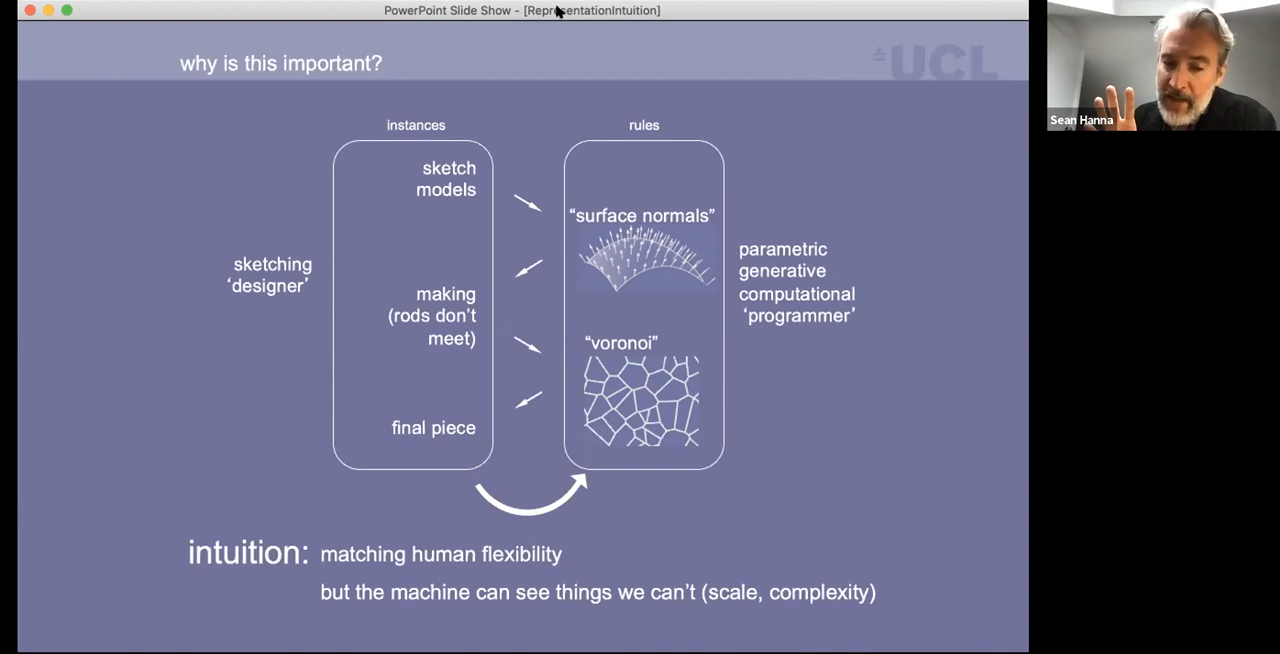 PowerPoint Slide Show - [RepresentationIntuition]
why is this important?
UCL
instances
rules
sketch
models
“surface normals”
sketching
‘designer’
parametric
generative
computational
‘programmer’
making
(rods don’t
meet)
“voronoi”
final piece
intuition: matching human flexibility
but the machine can see things we can’t (scale, complexity)
Sean Hanna